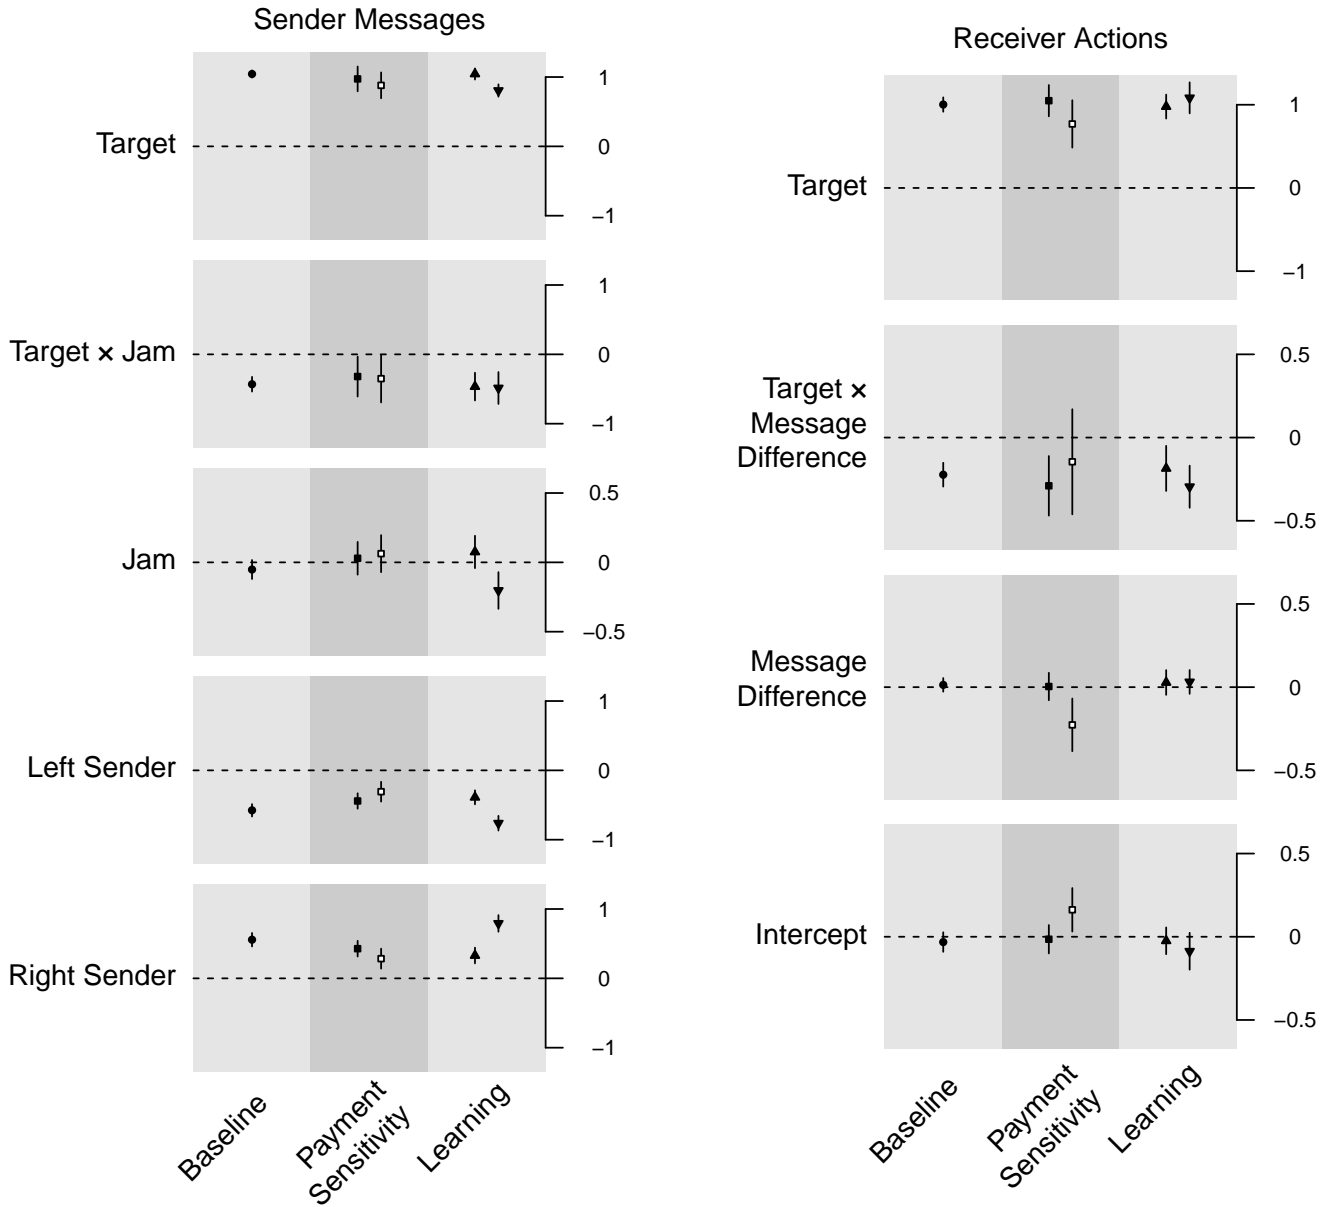 Sender Messages
Target
1
0
−1
Target × Jam
1
0
−1
Jam
0.5
0
−0.5
Left Sender
1
0
−1
Right Sender
1
0
−1
Baseline
Payment
Sensitivity
Learning
Receiver Actions
Target
1
0
−1
Target ×
Message
Difference
0.5
0
−0.5
Message
Difference
0.5
0
−0.5
Intercept
0.5
0
−0.5
Baseline
Payment
Sensitivity
Learning